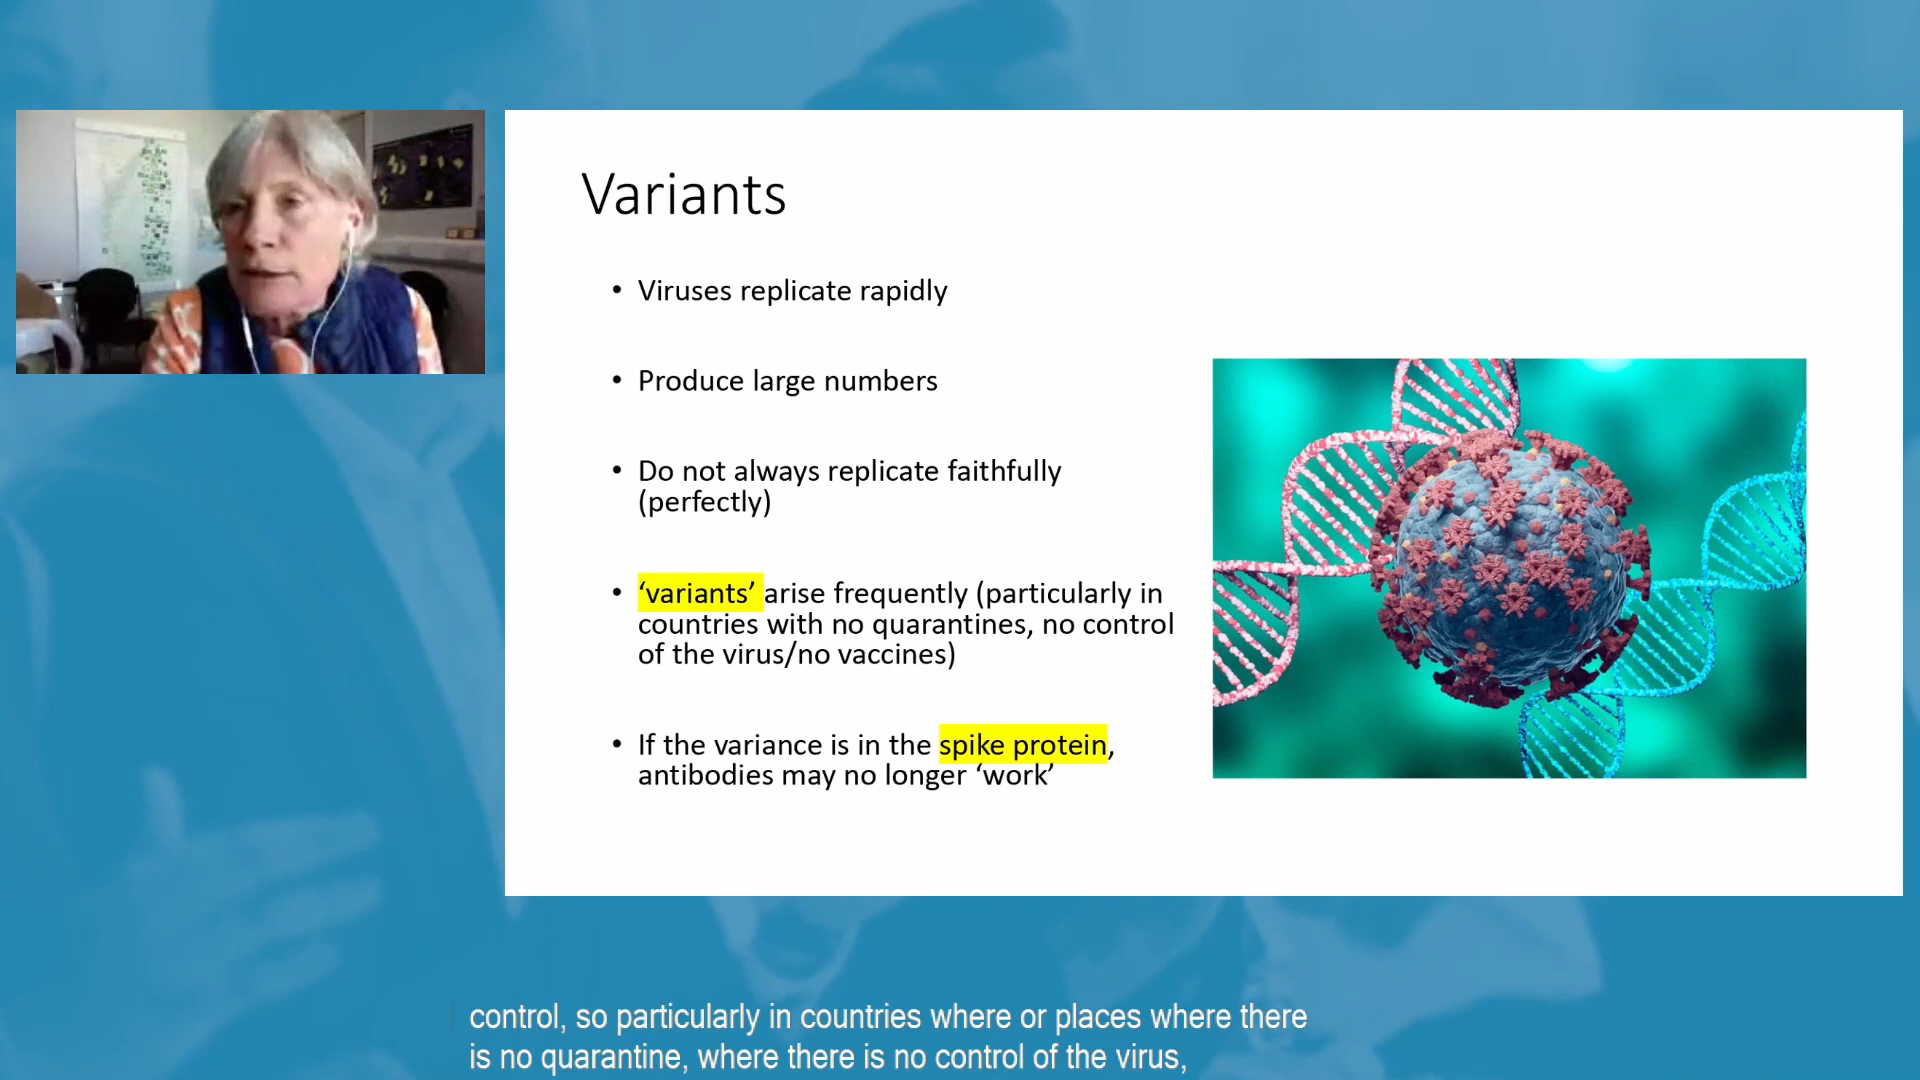 Variants
• Viruses replicate rapidly
• Produce large numbers
• Do not always replicate faithfully
(perfectly)
• ‘variants’ arise frequently (particularly in
countries with no quarantines, no control
of the virus/no vaccines)
• If the variance is in the spike protein,
antibodies may no longer ‘work’
control, so particularly in countries where or places where there
is no quarantine, where there is no control of the virus,